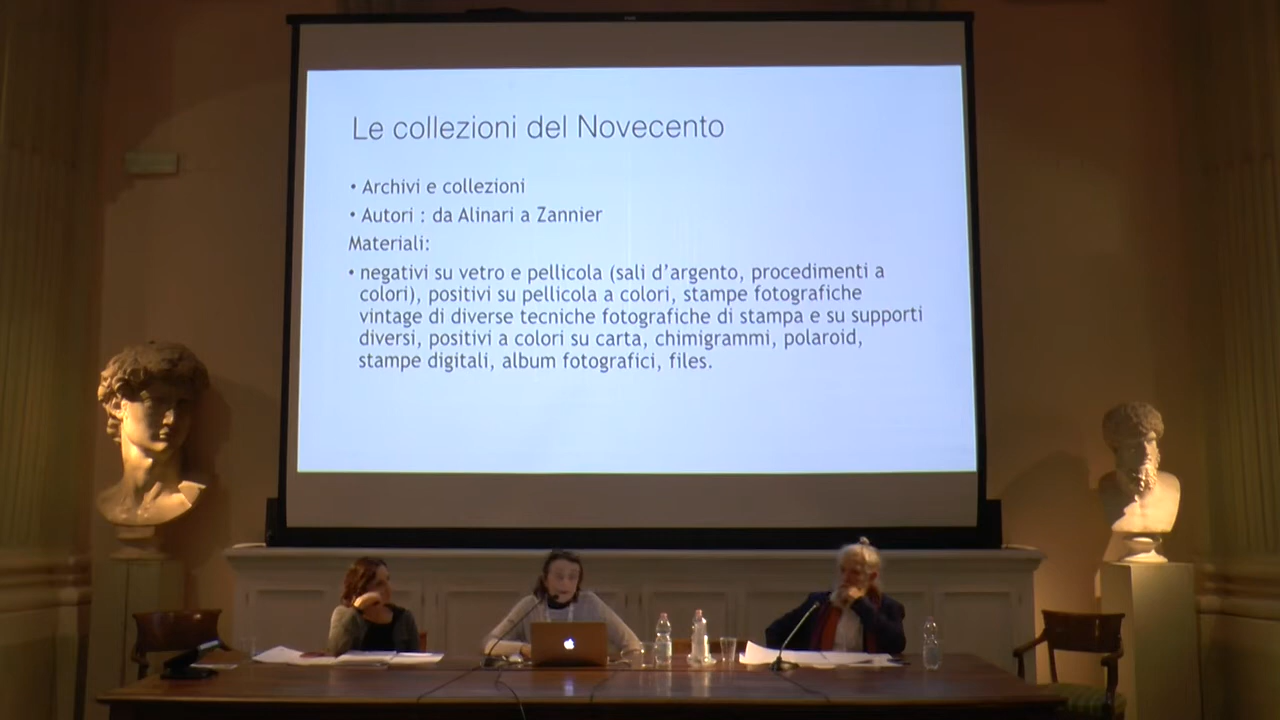 Le collezioni del Novecento
• Archivi e collezioni
• Autori : da Alinari a Zannier
Materiali:
• negativi su vetro e pellicola (sali d'argento, procedimenti a
colori), positivi su pellicola a colori, stampe fotografiche
vintage di diverse tecniche fotografiche di stampa e su supporti
diversi, positivi a colori su carta, chimigrammi, polaroid,
stampe digitali, album fotografici, files.